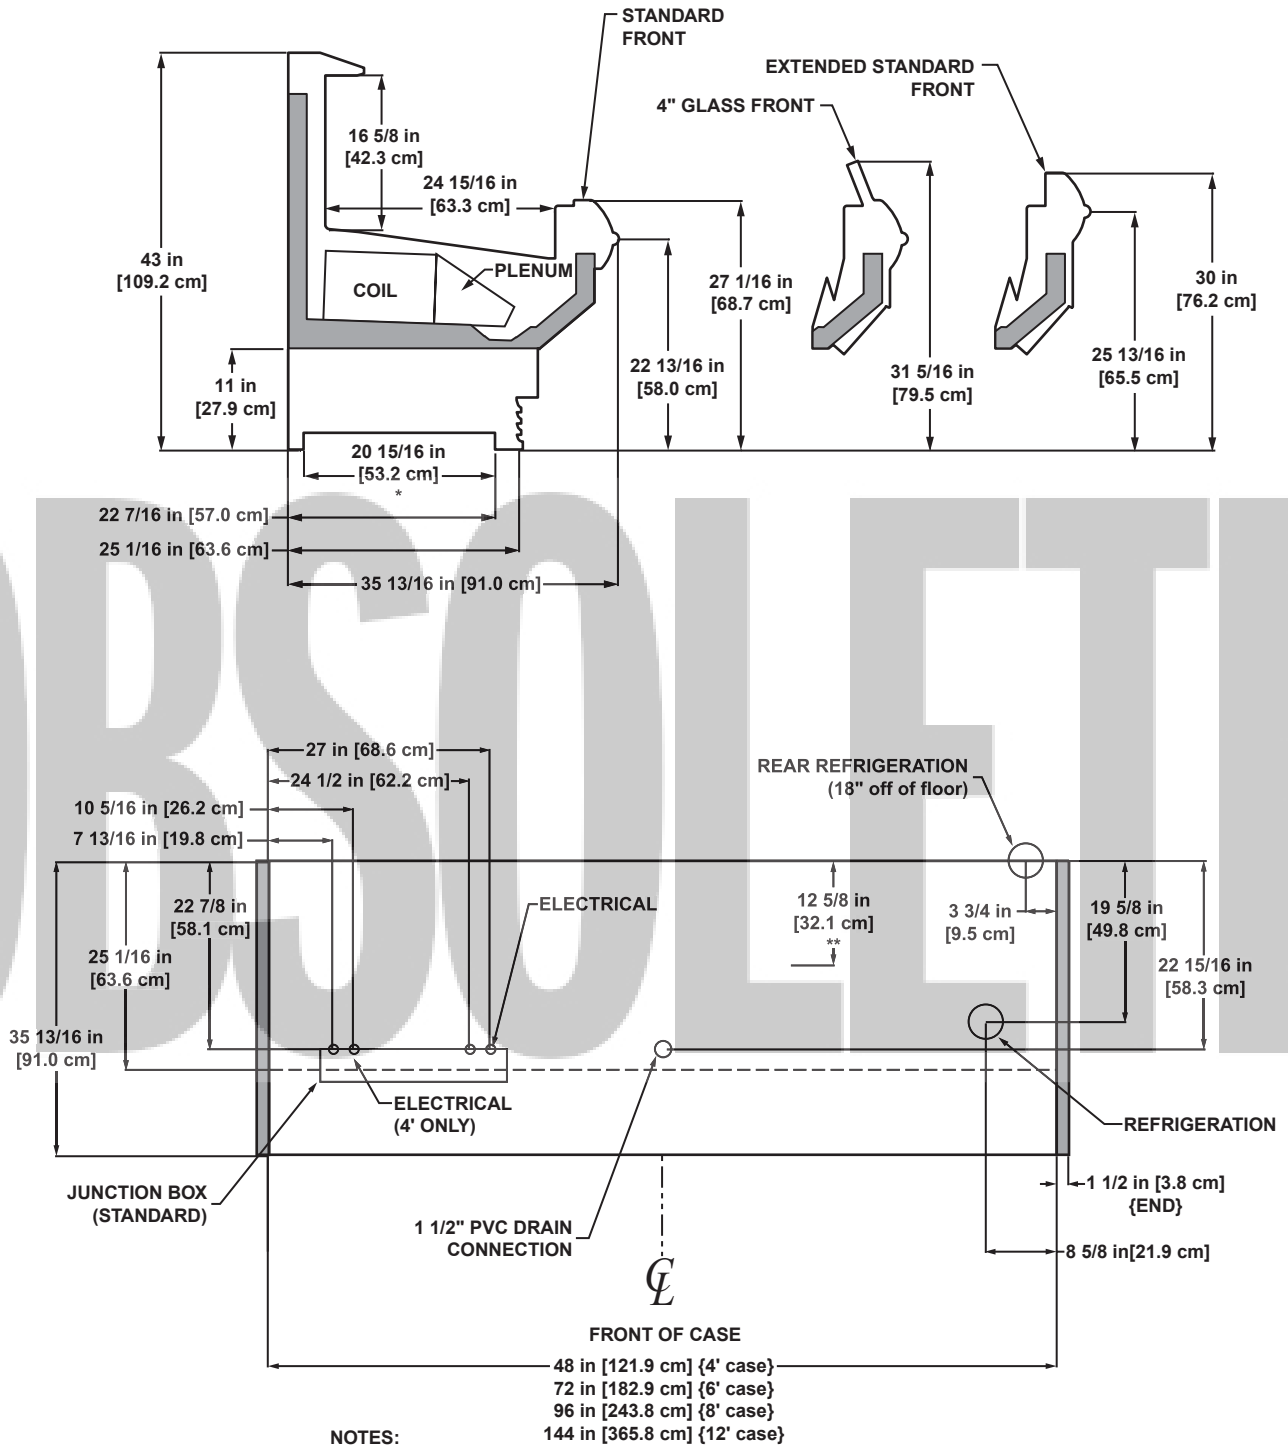 STANDARD
FRONT
EXTENDED STANDARD
FRONT
4" GLASS FRONT
16 5/8 in
[42.3 cm]
24 15/16 in
[63.3 cm]
43 in
[109.2 cm]
PLENUM
COIL
27 1/16 in
[68.7 cm]
30 in
[76.2 cm]
22 13/16 in
[58.0 cm]
31 5/16 in
[79.5 cm]
25 13/16 in
[65.5 cm]
11 in
[27.9 cm]
20 15/16 in
[53.2 cm]
*
22 7/16 in [57.0 cm]
25 1/16 in [63.6 cm]
35 13/16 in [91.0 cm]
OBSOLETE
27 in [68.6 cm]
24 1/2 in [62.2 cm]
10 5/16 in [26.2 cm]
7 13/16 in [19.8 cm]
REAR REFRIGERATION
(18" off of floor)
22 7/8 in
[58.1 cm]
ELECTRICAL
12 5/8 in
[32.1 cm]
**
3 3/4 in
[9.5 cm]
19 5/8 in
[49.8 cm]
25 1/16 in
[63.6 cm]
22 15/16 in
[58.3 cm]
35 13/16 in
[91.0 cm]
ELECTRICAL
(4' ONLY)
REFRIGERATION
JUNCTION BOX
(STANDARD)
1 1/2" PVC DRAIN
CONNECTION
1 1/2 in [3.8 cm]
{END}
8 5/8 in[21.9 cm]
CL
FRONT OF CASE
48 in [121.9 cm] {4' case}
72 in [182.9 cm] {6' case}
96 in [243.8 cm] {8' case}
144 in [365.8 cm] {12' case}
NOTES: